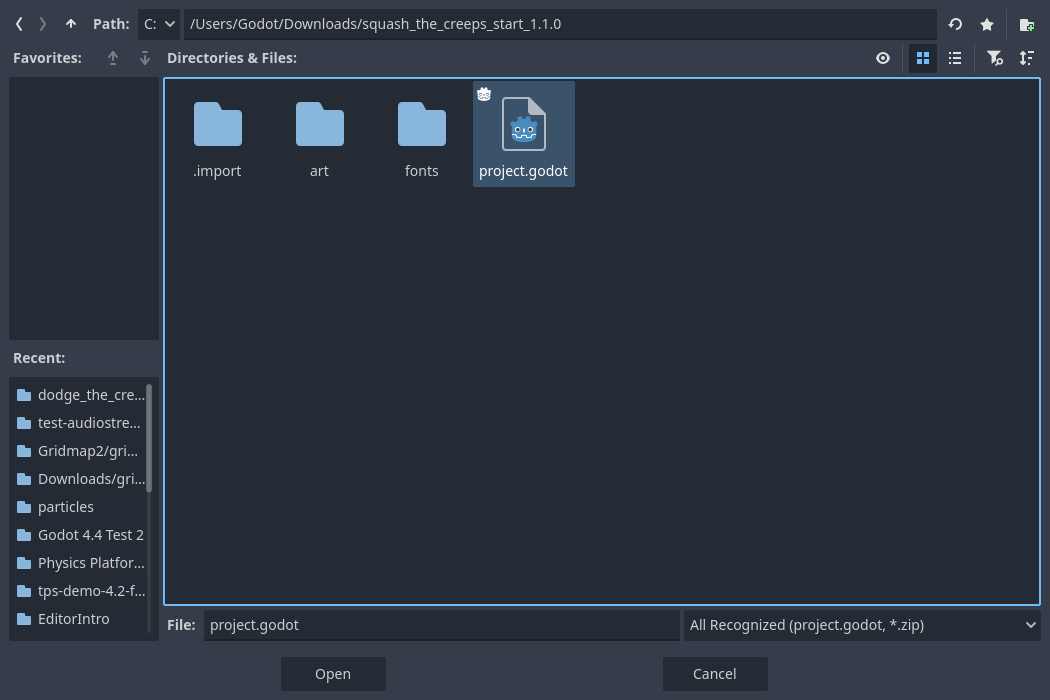 Path: C: /Users/Godot/Downloads/squash_the_creeps_start_1.1.0
Favorites:
Directories & Files:
.import art fonts project.godot
Recent:
dodge_the_cre...
test-audiostre...
Gridmap2/gri...
Downloads/gri...
particles
Godot 4.4 Test 2
Physics Platfor...
tps-demo-4.2-f...
EditorIntro
File: project.godot All Recognized (project.godot, *.zip)
Open Cancel